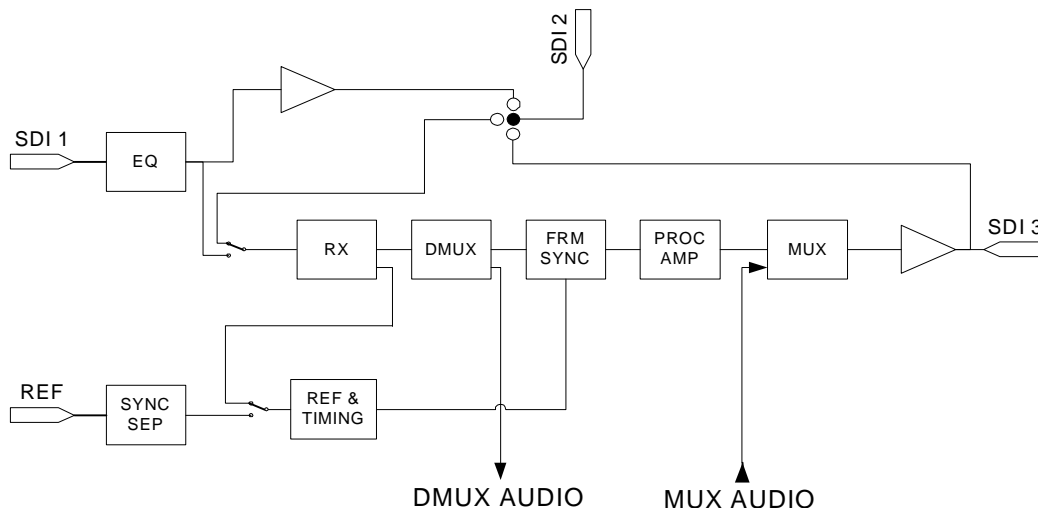 SDI 2
SDI 1
EQ
SDI 3
RX
DMUX
FRM
SYNC
PROC
AMP
MUX
REF
SYNC
SEP
REF &
TIMING
DMUX AUDIO
MUX AUDIO